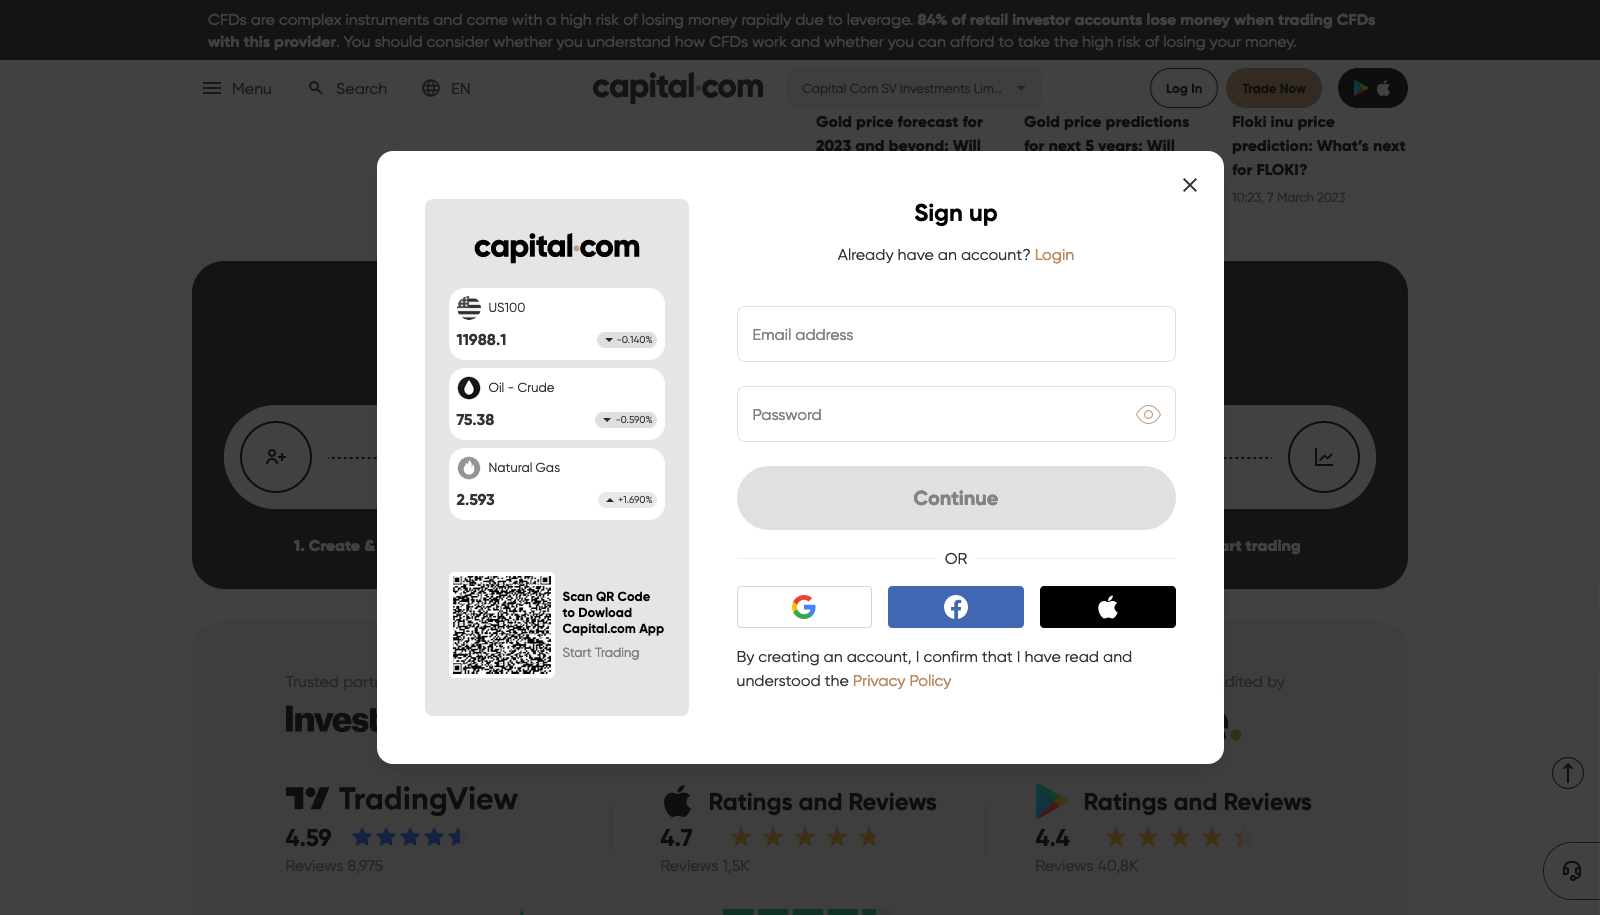 CFDs are complex instruments and come with a high risk of losing money rapidly due to leverage. 84% of retail investor accounts lose money when trading CFDs
with this provider. You should consider whether you understand how CFDs work and whether you can afford to take the high risk of losing your money.
Menu
Search
EN
capital.com
Capital Com SV Investments Lim...
Log In
Trade Now
Gold price forecast for
2023 and beyond: Will
Gold price predictions
for next 5 years: Will
Floki inu price
prediction: What's next
for FLOKI?
10:23, 7 March 2023
capital.com
US100
11988.1
-0.140%
Oil - Crude
75.38
-0.590%
Natural Gas
2.593
+1.690%
Scan QR Code
to Dowload
Capital.com App
Start Trading
Sign up
Already have an account? Login
Email address
Password
Continue
OR
By creating an account, I confirm that I have read and
understood the Privacy Policy
1. Create &
art trading
Trusted part
Invest
dited by
e.
TradingView
4.59
Reviews 8,975
Ratings and Reviews
4.7
Reviews 1,5K
Ratings and Reviews
4.4
Reviews 40,8K